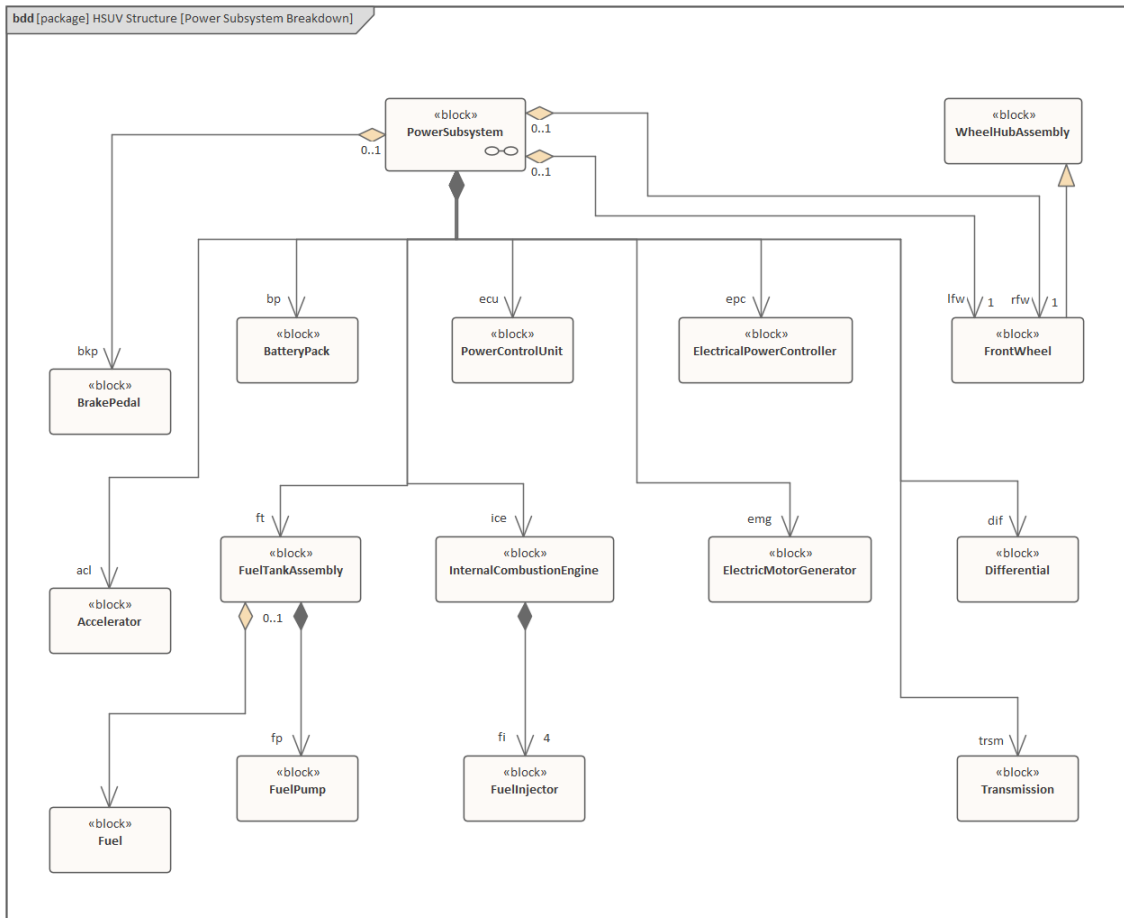 bdd [package] HSUV Structure [Power Subsystem Breakdown]
«block»
PowerSubsystem
0..1
0..1
0..1
«block»
WheelHubAssembly
bp
ecu
epc
lfw
1
rfw
1
bkp
«block»
BatteryPack
«block»
PowerControlUnit
«block»
ElectricalPowerController
«block»
FrontWheel
«block»
BrakePedal
ft
ice
emg
dif
acl
«block»
FuelTankAssembly
0..1
«block»
InternalCombustionEngine
«block»
ElectricMotorGenerator
«block»
Differential
«block»
Accelerator
fp
fi
4
trsm
«block»
FuelPump
«block»
FuelInjector
«block»
Transmission
«block»
Fuel